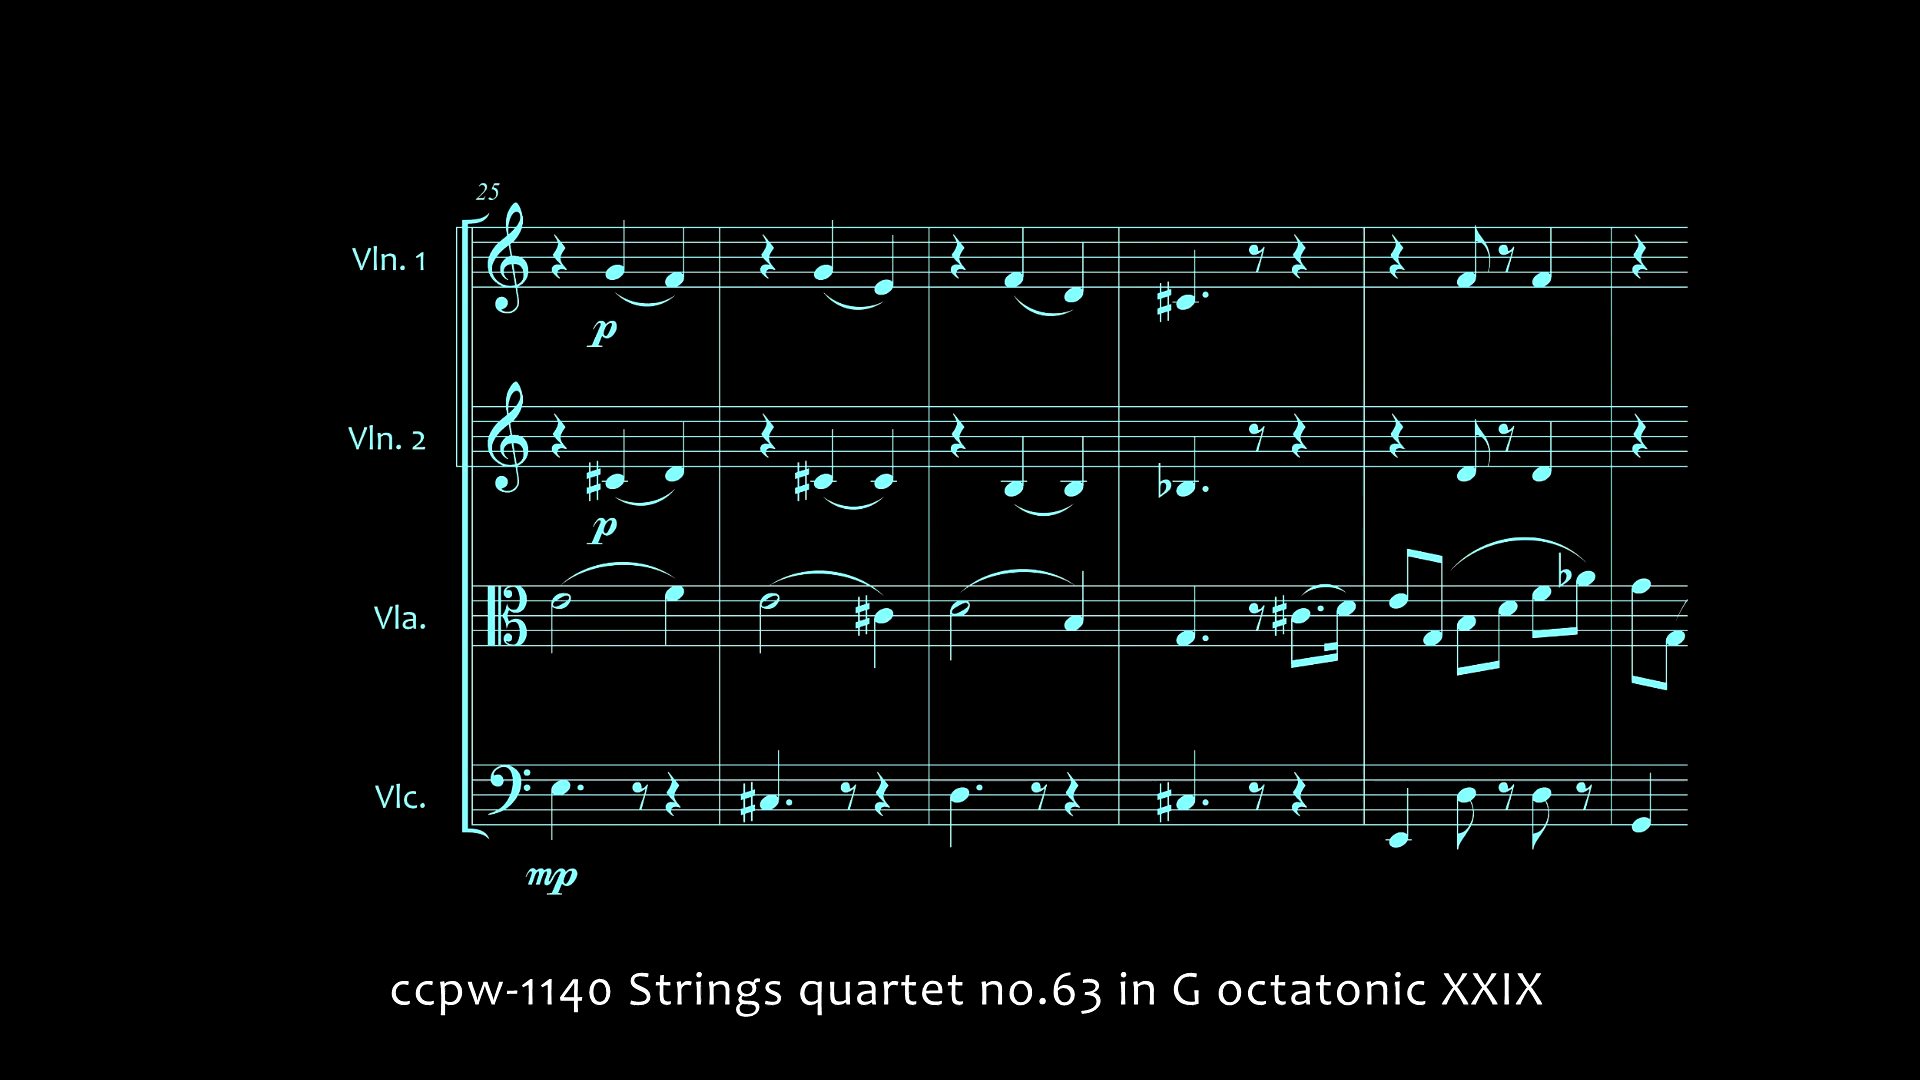 25
Vln. 1
p
Vln. 2
p
Vla.
Vlc.
mp
ccpw-1140 Strings quartet no.63 in G octatonic XXIX